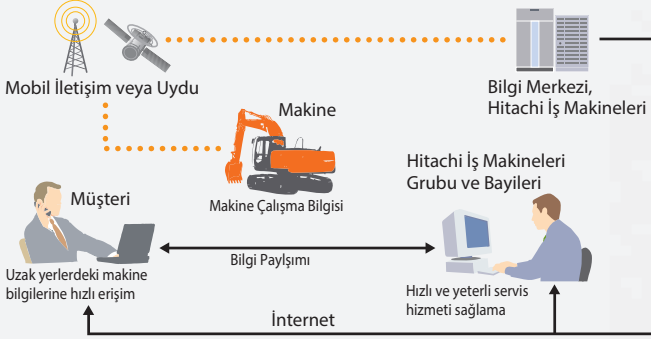 Mobil İletişim veya Uydu
Bilgi Merkezi,
Hitachi İş Makineleri
Makine
Makine Çalışma Bilgisi
Hitachi İş Makineleri
Grubu ve Bayileri
Müşteri
Bilgi Paylşımı
Uzak yerlerdeki makine
bilgilerine hızlı erişim
Hızlı ve yeterli servis
hizmeti sağlama
İnternet